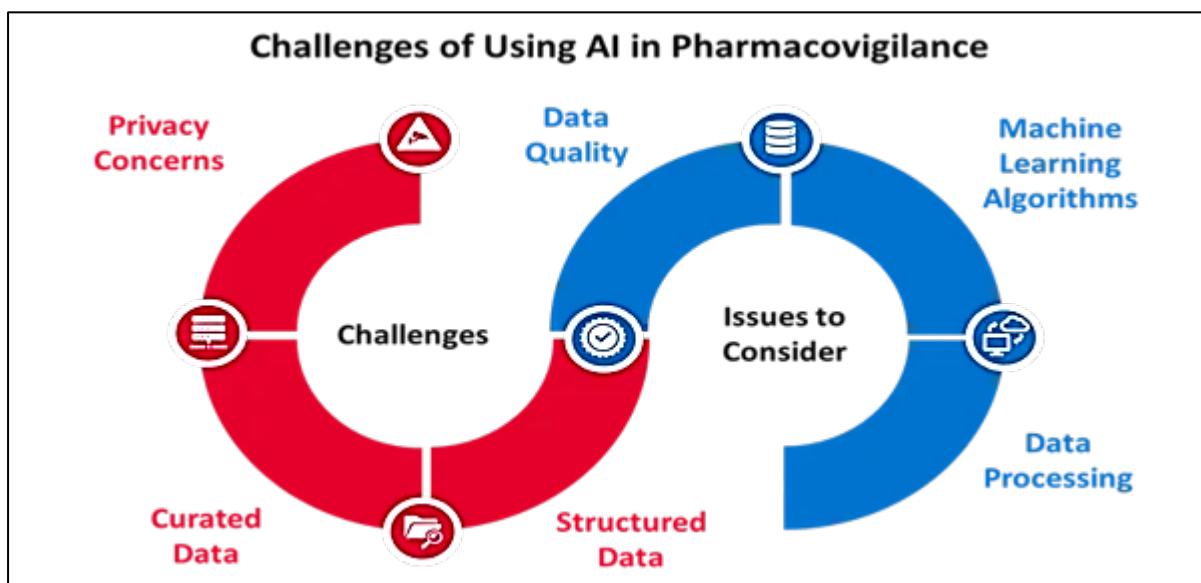 Challenges of Using AI in Pharmacovigilance
Privacy
Concerns
Data
Quality
Machine
Learning
Algorithms
Challenges
Issues to
Consider
Curated
Data
Structured
Data
Data
Processing